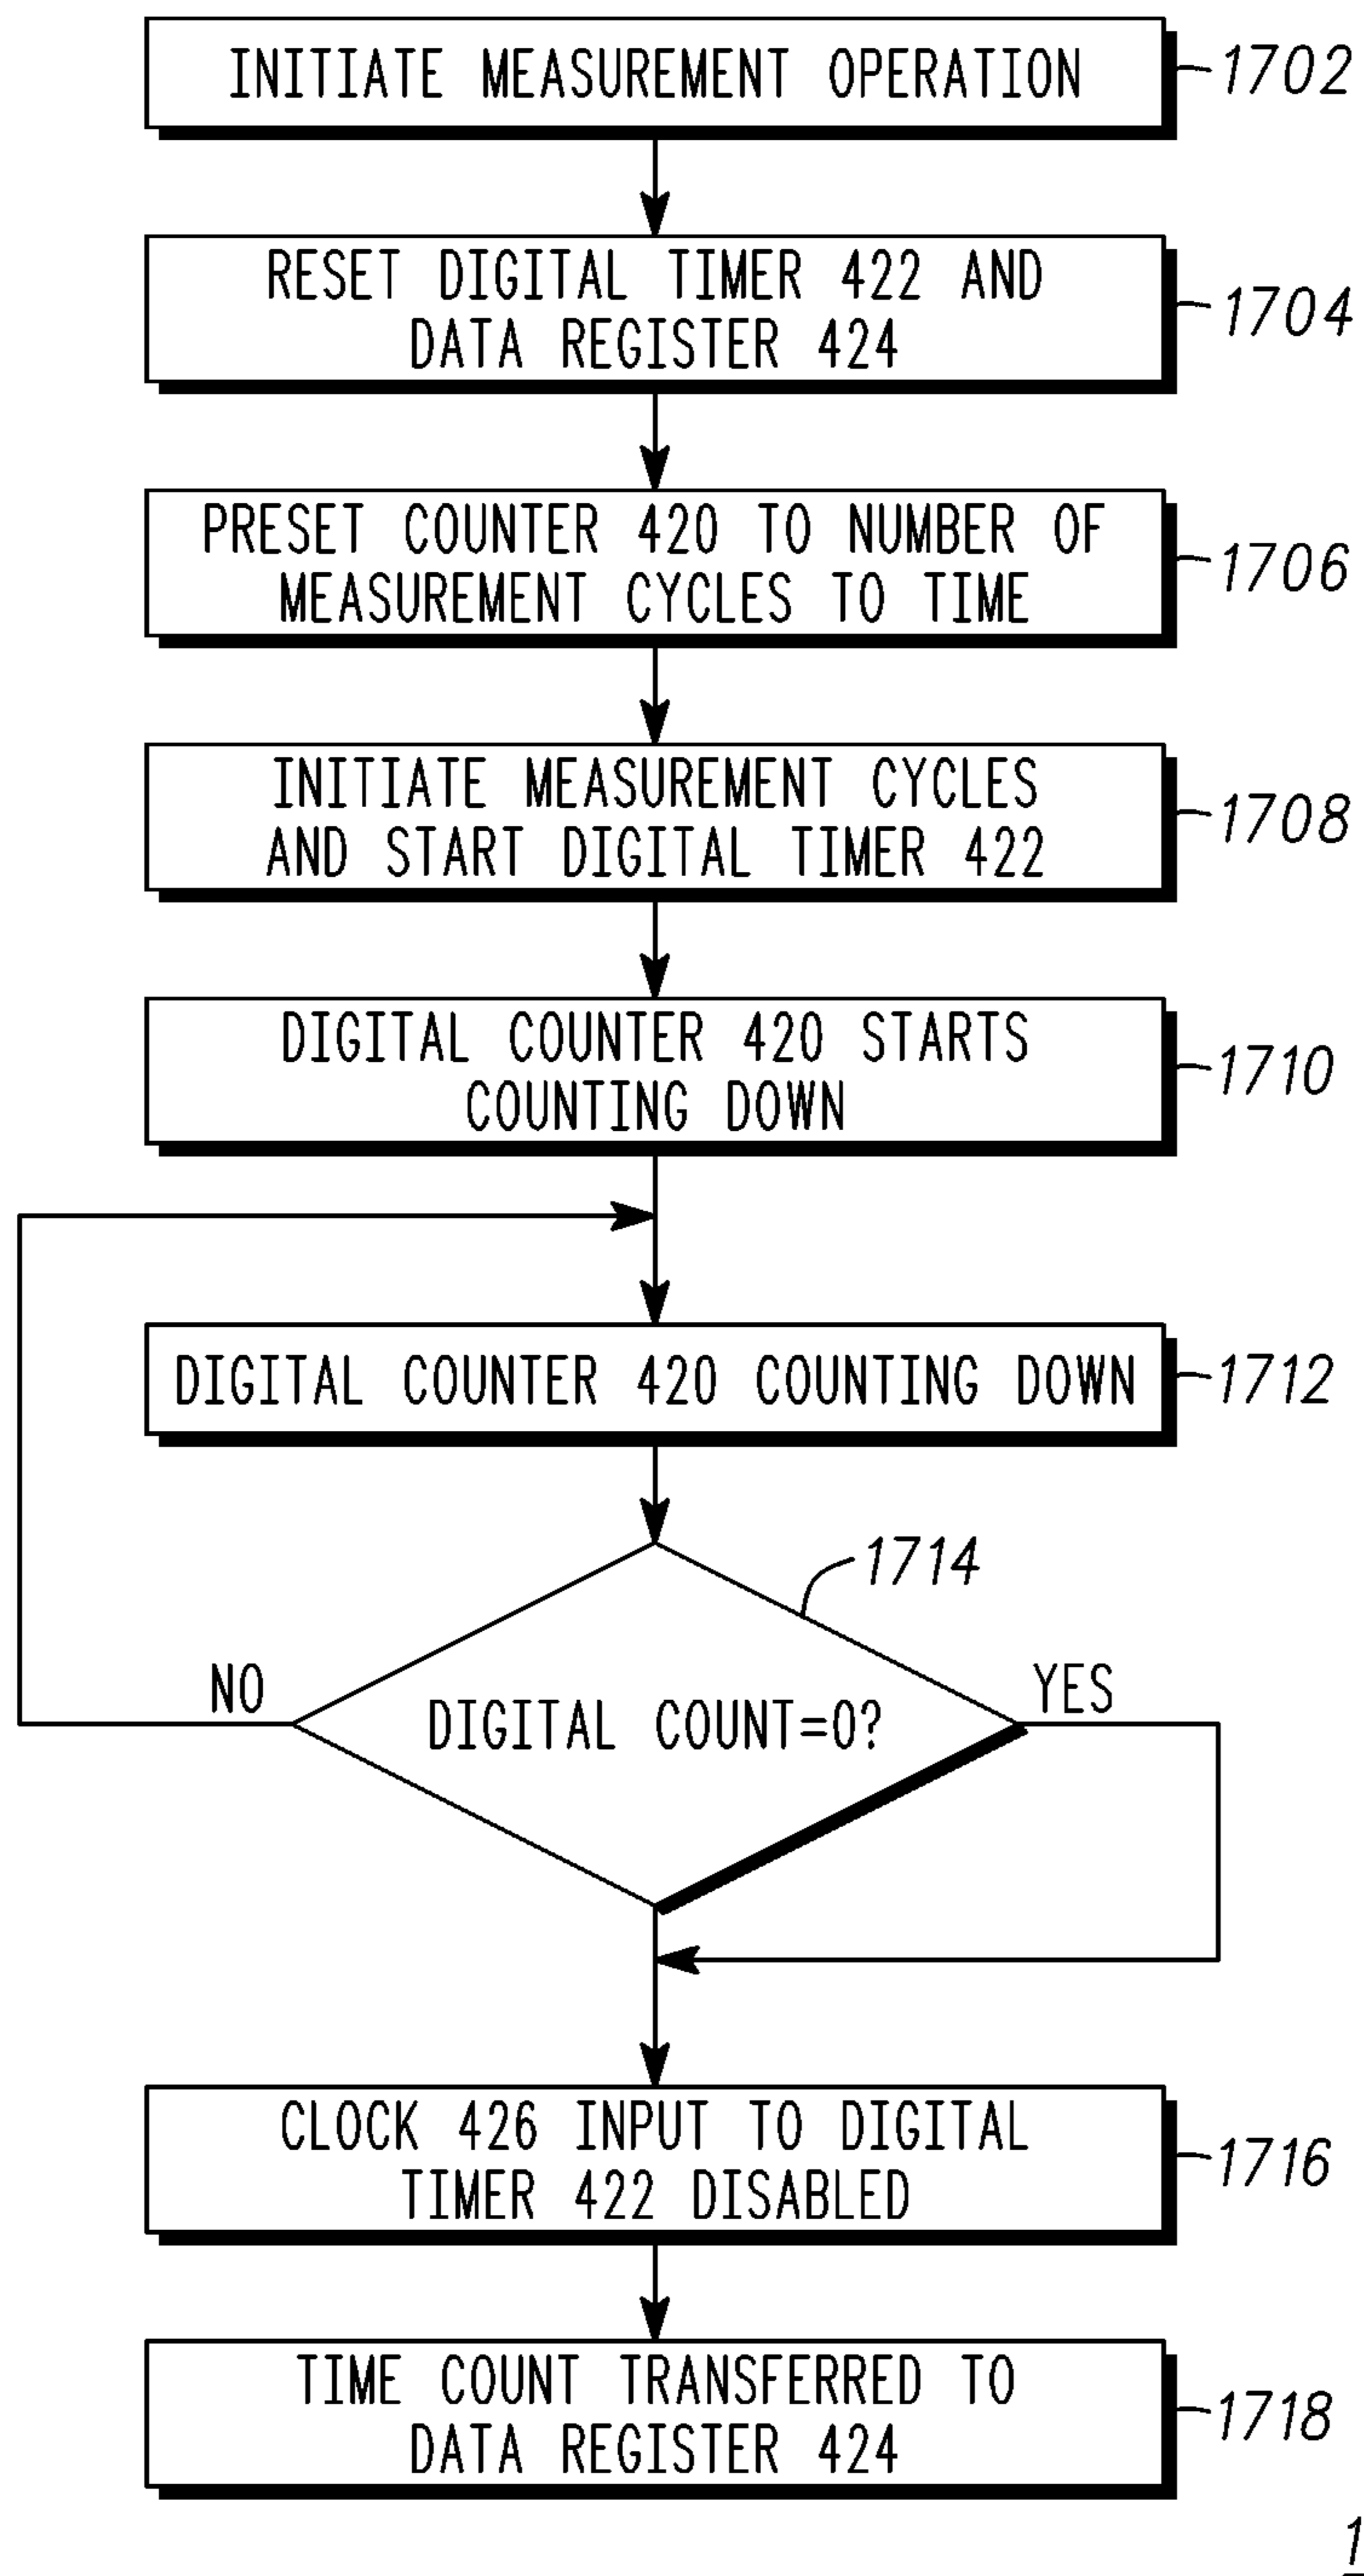 INITIATE MEASUREMENT OPERATION
1702
RESET DIGITAL TIMER 422 AND
DATA REGISTER 424
1704
PRESET COUNTER 420 TO NUMBER OF
MEASUREMENT CYCLES TO TIME
1706
INITIATE MEASUREMENT CYCLES
AND START DIGITAL TIMER 422
1708
DIGITAL COUNTER 420 STARTS
COUNTING DOWN
1710
DIGITAL COUNTER 420 COUNTING DOWN
1712
1714
NO
YES
DIGITAL COUNT=0?
CLOCK 426 INPUT TO DIGITAL
TIMER 422 DISABLED
1716
TIME COUNT TRANSFERRED TO
DATA REGISTER 424
1718